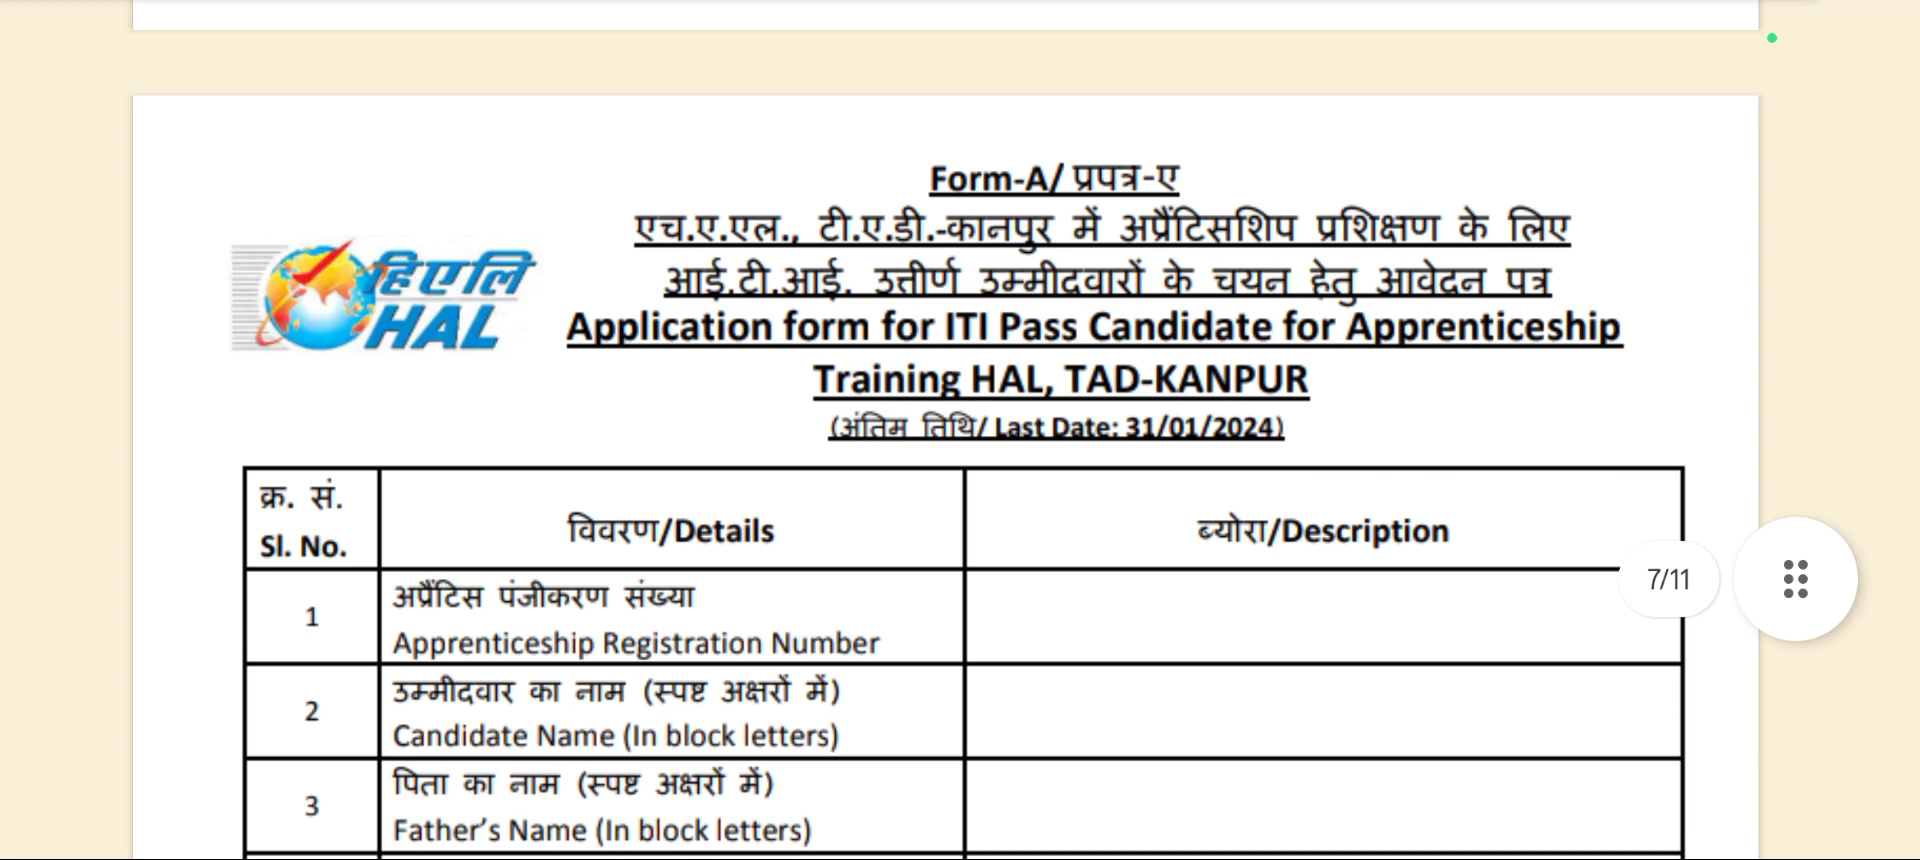 Form-A/ प्रपत्र-ए
एच.ए.एल., टी.ए.डी.-कानपुर में अप्रैंटिसशिप प्रशिक्षण के लिए
आई.टी.आई. उत्तीर्ण उम्मीदवारों के चयन हेतु आवेदन पत्र
हिएलि
HAL
Application form for ITI Pass Candidate for Apprenticeship
Training HAL, TAD-KANPUR
(अंतिम तिथि/ Last Date: 31/01/2024)
क्र. सं.
Sl. No.
विवरण/Details
ब्योरा/Description
1
अप्रैंटिस पंजीकरण संख्या
Apprenticeship Registration Number
7/11
2
उम्मीदवार का नाम (स्पष्ट अक्षरों में)
Candidate Name (In block letters)
3
पिता का नाम (स्पष्ट अक्षरों में)
Father’s Name (In block letters)